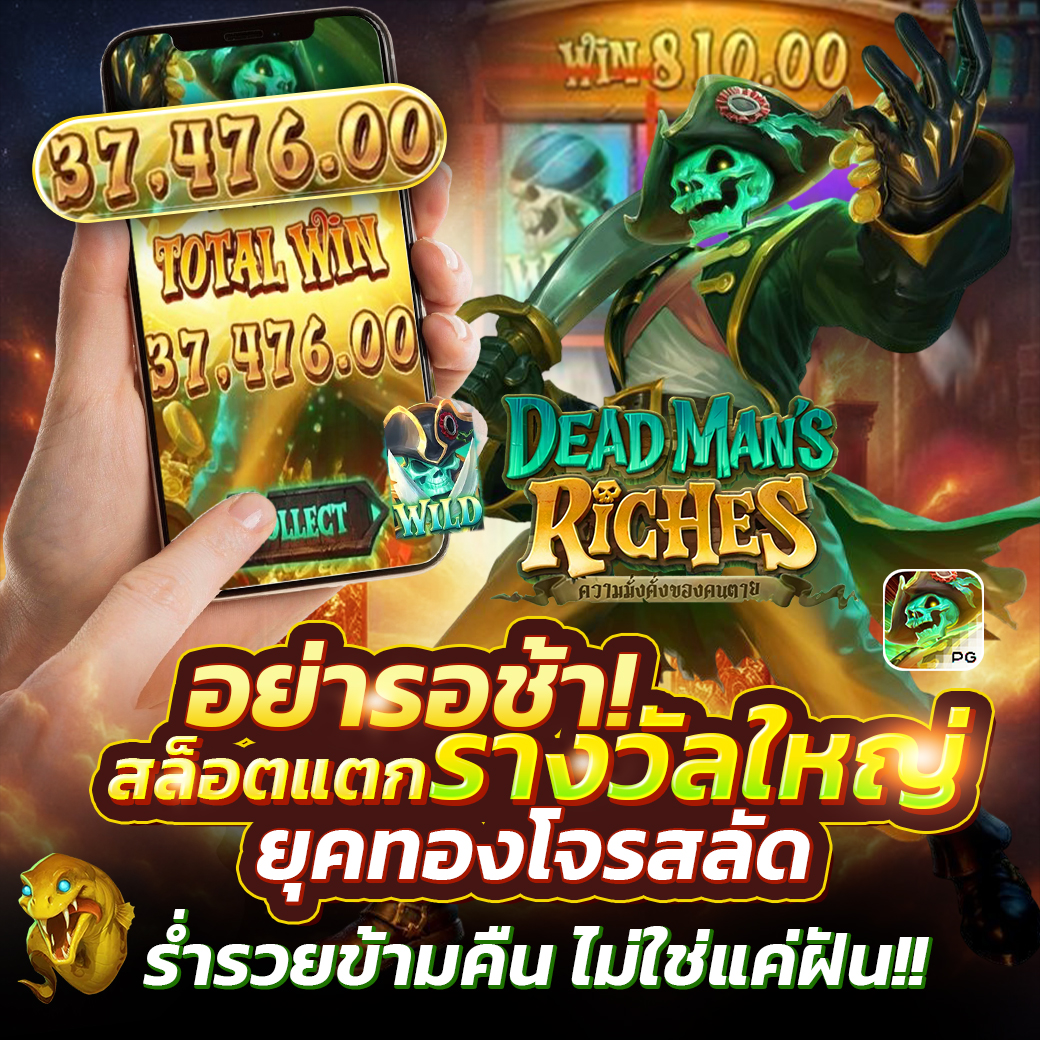 WIN 810.00
37,476.00
TOTAL WIN
37,476.00
COLLECT
WILD
DEAD MAN'S
RICHES
ความมั่งคั่งของคนตาย
PG
อย่ารอช้า!
สล็อตแตกรางวัลใหญ่
ยุคทองโจรสลัด
ร่ำรวยข้ามคืน ไม่ใช่แค่ฝัน!!